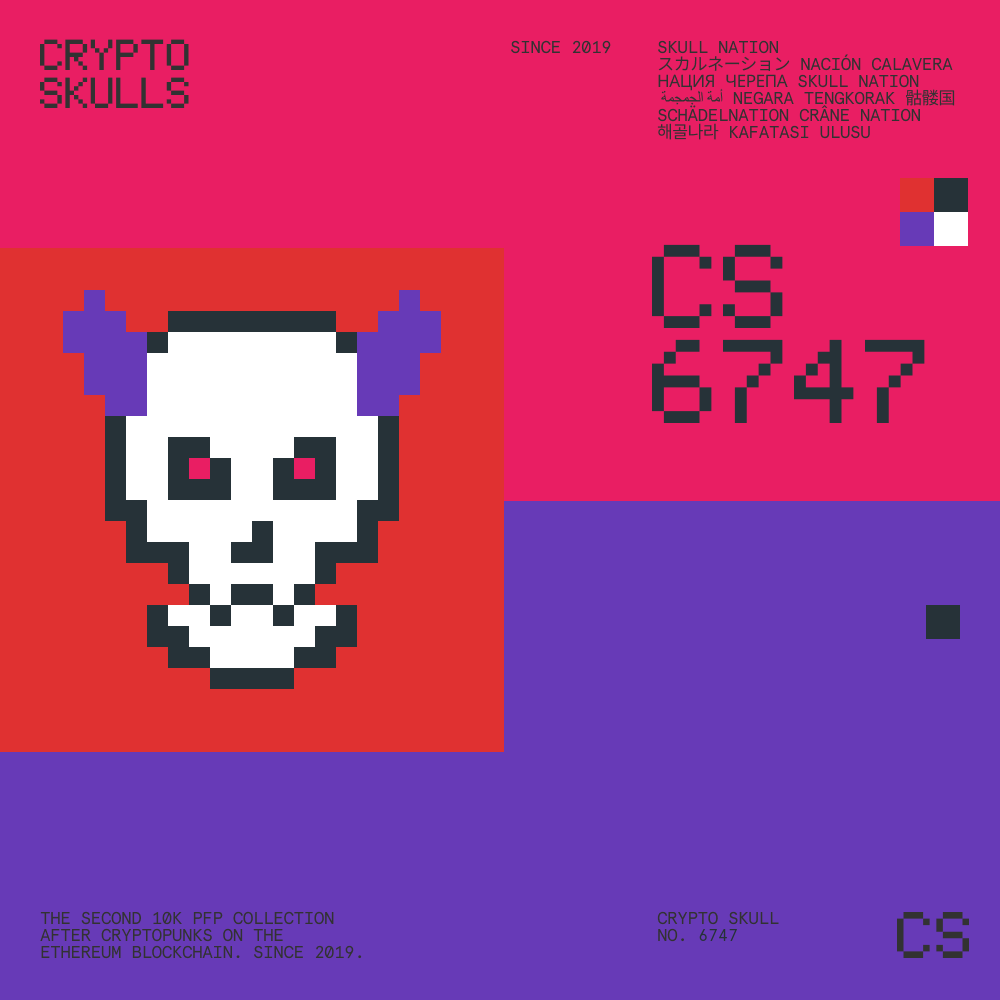 CRYPTO
SKULLS
SINCE 2019
SKULL NATION
スカルネーション NACIÓN CALAVERA
НАЦИЯ ЧЕРЕПА SKULL NATION
أمة الجمجمة NEGARA TENGKORAK 骷髅国
SCHÄDELNATION CRÂNE NATION
해골나라 KAFATASI ULUSU
CS
6747
THE SECOND 10K PFP COLLECTION
AFTER CRYPTOPUNKS ON THE
ETHEREUM BLOCKCHAIN. SINCE 2019.
CRYPTO SKULL
NO. 6747
CS